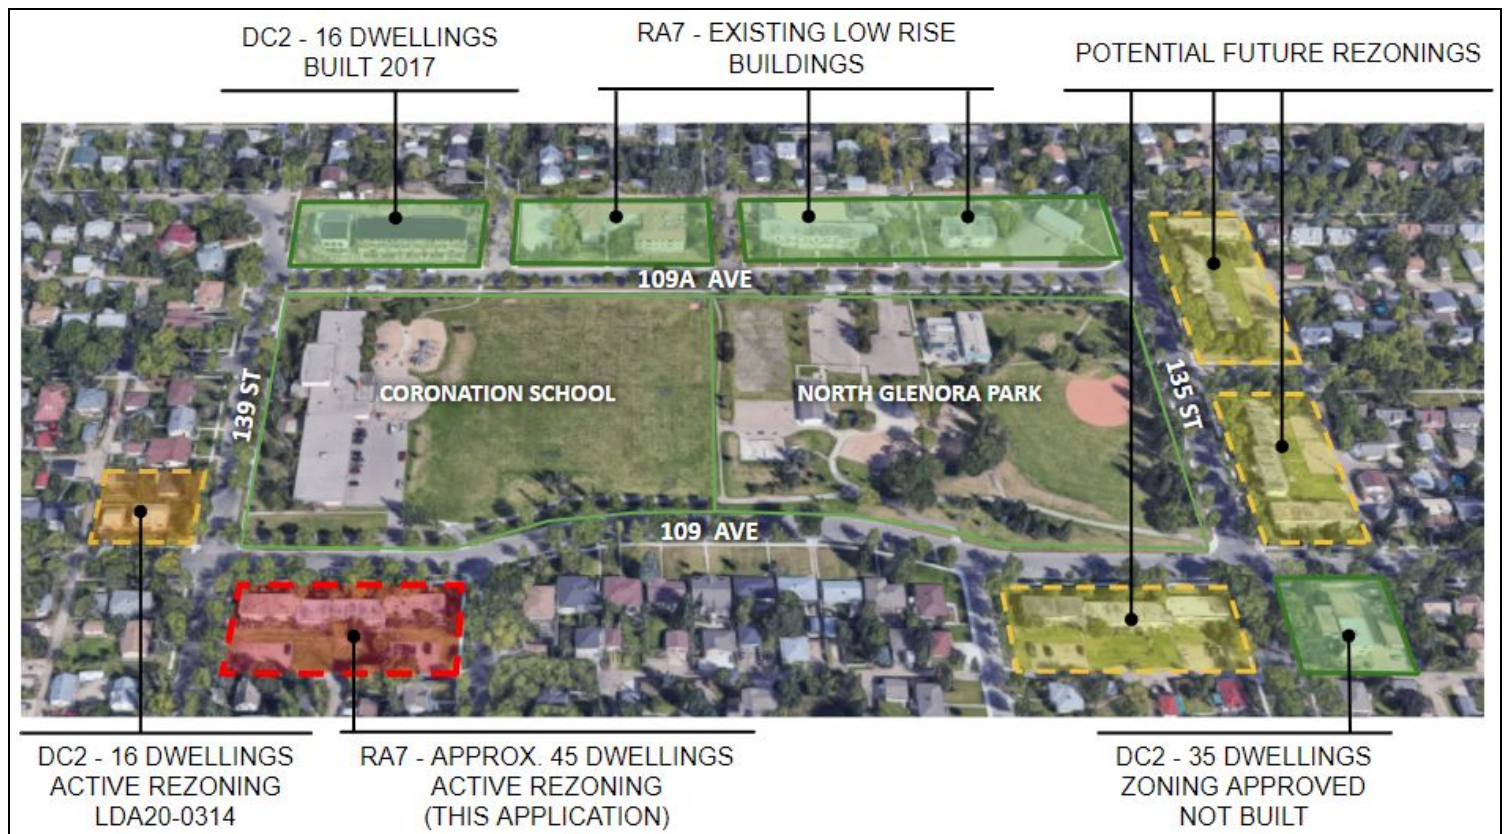 DC2 - 16 DWELLINGS
BUILT 2017
RA7 - EXISTING LOW RISE
BUILDINGS
POTENTIAL FUTURE REZONINGS
109A AVE
139 ST
CORONATION SCHOOL
NORTH GLENORA PARK
135 ST
109 AVE
DC2 - 16 DWELLINGS
ACTIVE REZONING
LDA20-0314
RA7 - APPROX. 45 DWELLINGS
ACTIVE REZONING
(THIS APPLICATION)
DC2 - 35 DWELLINGS
ZONING APPROVED
NOT BUILT